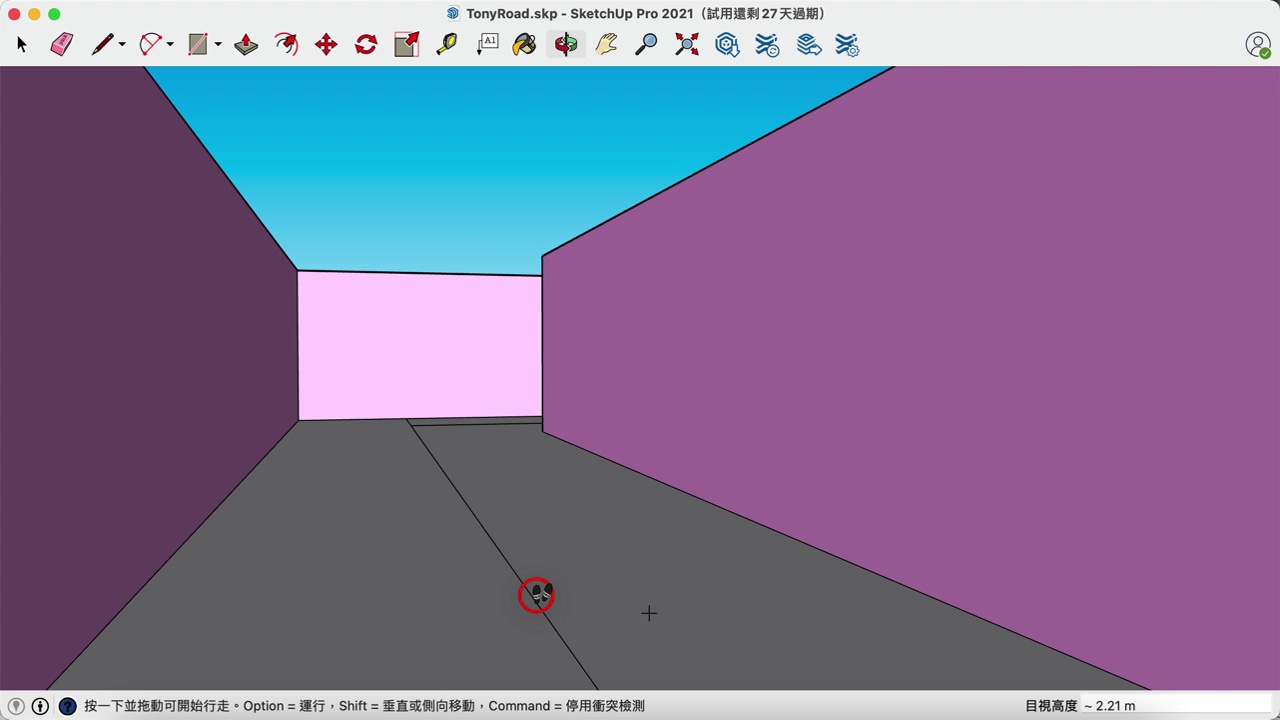 TonyRoad.skp - SketchUp Pro 2021（試用還剩 27 天過期）
A1
按一下並拖動可開始行走。Option = 運行，Shift = 垂直或側向移動，Command = 停用衝突檢測
目視高度 ~ 2.21 m